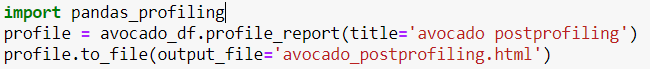 import pandas_profiling
profile = avocado_df.profile_report(title='avocado postprofiling')
profile.to_file(output_file='avocado_postprofiling.html')